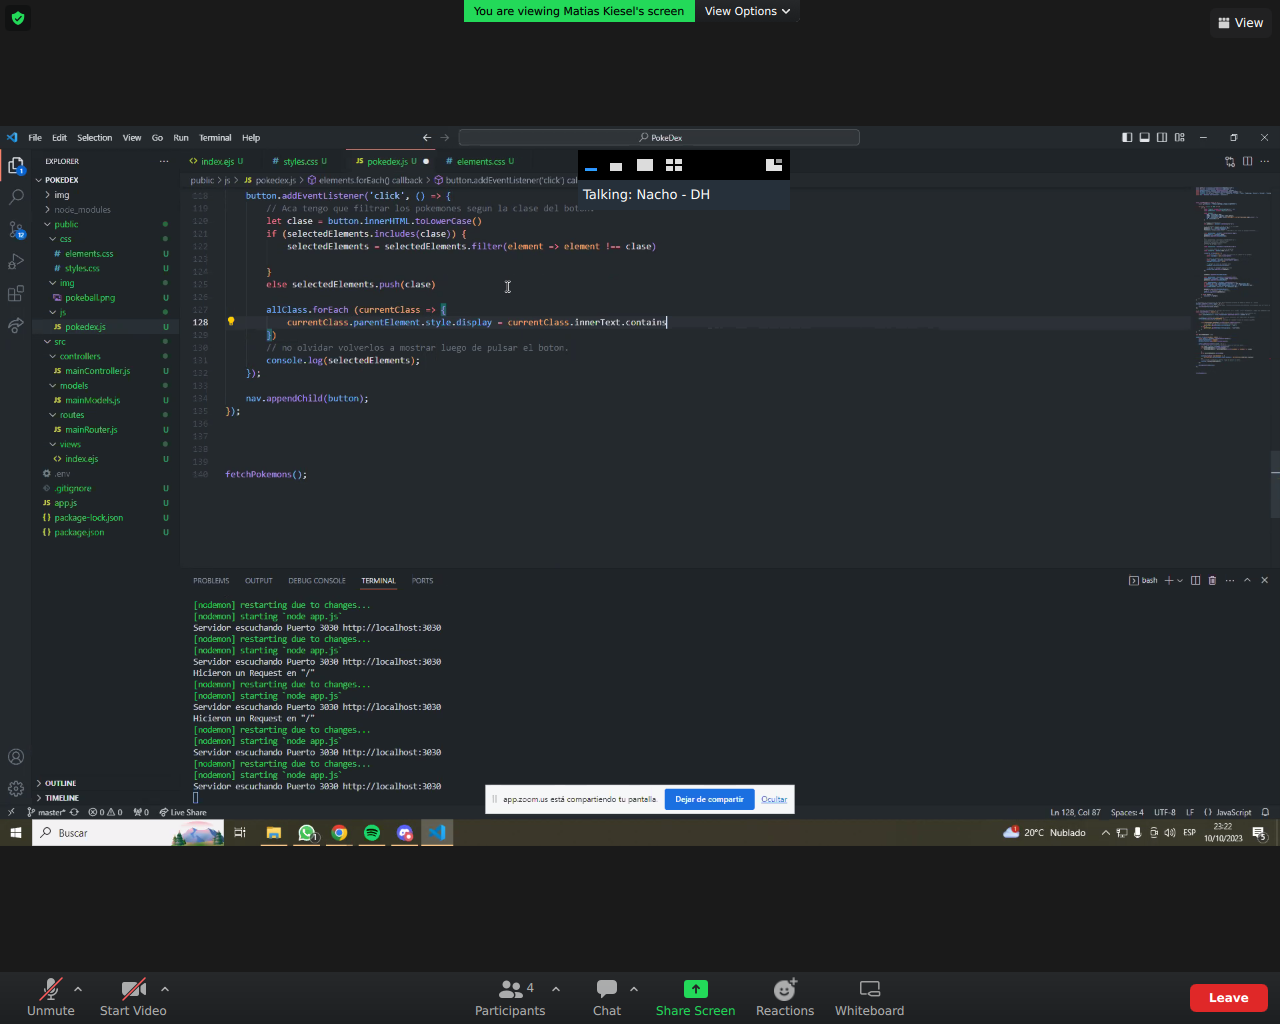 You are viewing Matias Kiesel's screen
View Options
View
File Edit Selection View Go Run Terminal Help
PokeDex
EXPLORER
index.ejs U
styles.css U
pokedex.js U
elements.css U
Talking: Nacho - DH
POKEDEX
public > js > JS pokedex.js > elements.forEach() callback > button.addEventListener('click') cal
img
node_modules
public
css
elements.css U
styles.css U
img
pokeball.png U
js
pokedex.js U
src
controllers
mainController.js U
models
mainModels.js U
routes
mainRouter.js U
views
index.ejs U
.env
.gitignore U
app.js U
package-lock.json U
package.json U
OUTLINE
TIMELINE
118 button.addEventListener('click', () => {
119 // Aca tengo que filtrar los pokemones segun la clase del boton.
120 let clase = button.innerHTML.toLowerCase()
121 if (selectedElements.includes(clase)) {
122 selectedElements = selectedElements.filter(element => element !== clase)
123
124 }
125 else selectedElements.push(clase)
126
127 allClass.forEach (currentClass => {
128 currentClass.parentElement.style.display = currentClass.innerText.contains
129 })
130 // no olvidar volverlos a mostrar luego de pulsar el boton.
131 console.log(selectedElements);
132 });
133
134 nav.appendChild(button);
135 });
136
137
138
139
140 fetchPokemons();
PROBLEMS OUTPUT DEBUG CONSOLE TERMINAL PORTS
bash
[nodemon] restarting due to changes...
[nodemon] starting `node app.js`
Servidor escuchando Puerto 3030 http://localhost:3030
[nodemon] restarting due to changes...
[nodemon] starting `node app.js`
Servidor escuchando Puerto 3030 http://localhost:3030
Hicieron un Request en "/"
[nodemon] restarting due to changes...
[nodemon] starting `node app.js`
Servidor escuchando Puerto 3030 http://localhost:3030
Hicieron un Request en "/"
[nodemon] restarting due to changes...
[nodemon] starting `node app.js`
Servidor escuchando Puerto 3030 http://localhost:3030
[nodemon] restarting due to changes...
[nodemon] starting `node app.js`
Servidor escuchando Puerto 3030 http://localhost:3030
app.zoom.us está compartiendo tu pantalla.
Dejar de compartir
Ocultar
master* 0 0 0 Live Share
Ln 128, Col 87 Spaces: 4 UTF-8 LF {} JavaScript
Buscar
20°C Nublado
ESP
23:22
10/10/2023
5
Unmute
Start Video
Participants
4
Chat
Share Screen
Reactions
Whiteboard
Leave